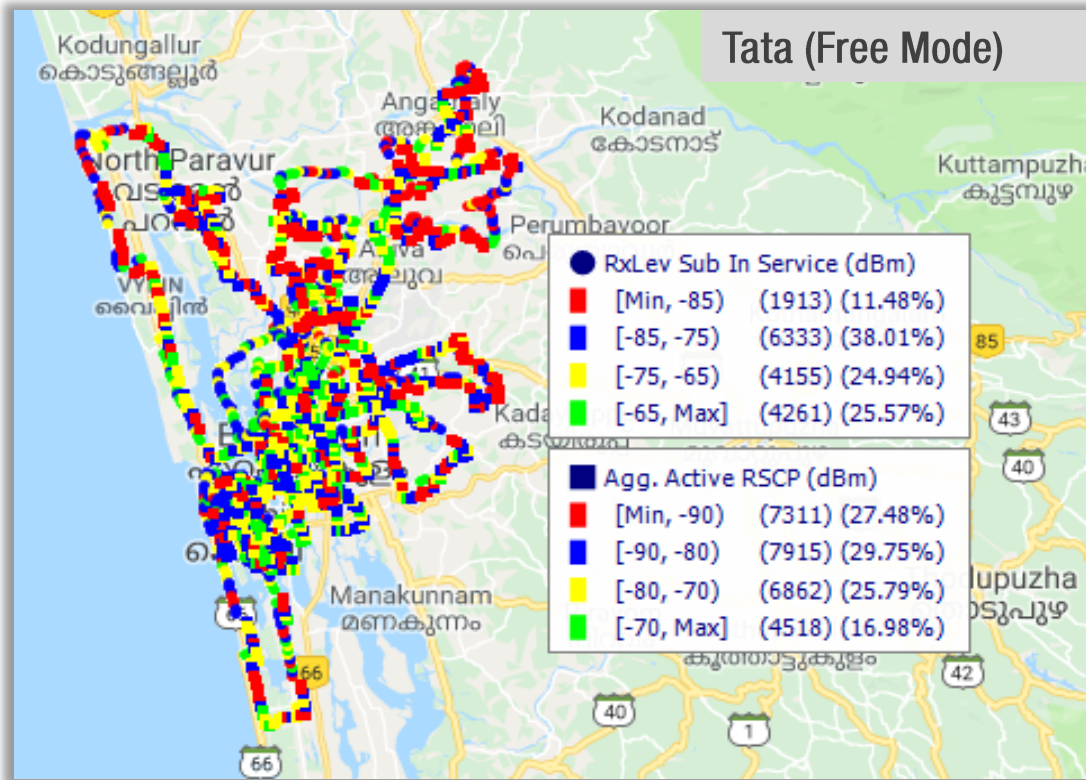 Tata (Free Mode)
Kodungallur
കൊടുങ്ങല്ലൂർ
Kodanad
കോടനാട്
Kuttampuzha
കുട്ടമ്പുഴ
North Paravur
പറവൂർ
Perumbavoor
VYPIN
വൈപ്പിൻ
RxLev Sub In Service (dBm)
[Min, -85) (1913) (11.48%)
[-85, -75) (6333) (38.01%)
[-75, -65) (4155) (24.94%)
[-65, Max] (4261) (25.57%)
85
43
40
Agg. Active RSCP (dBm)
[Min, -90) (7311) (27.48%)
[-90, -80) (7915) (29.75%)
[-80, -70) (6862) (25.79%)
[-70, Max] (4518) (16.98%)
Manakunnam
മണകുന്നം
കൂത്താട്ടുകുളം
66
42
40
1
66